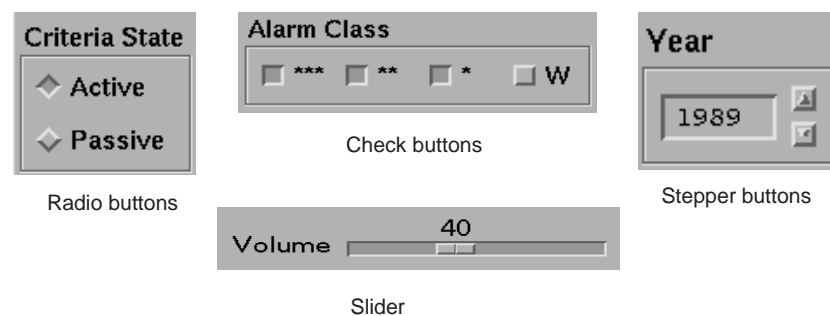 Criteria State
Active
Passive
Radio buttons
Alarm Class
*** ** * W
Check buttons
Year
1989
Stepper buttons
Volume 40
Slider